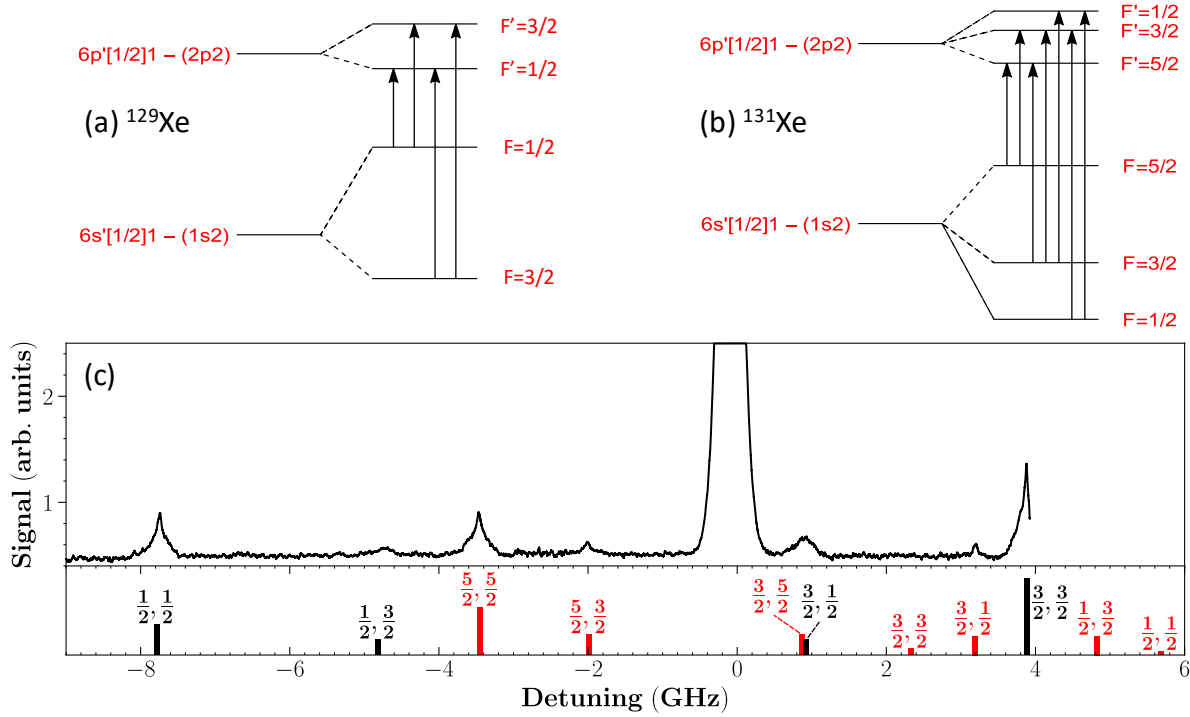 F'=3/2
6p'[1/2]1 − (2p2)
F'=1/2
(a) ¹²⁹Xe
F=1/2
6s'[1/2]1 − (1s2)
F=3/2
F'=1/2
F'=3/2
6p'[1/2]1 − (2p2)
F'=5/2
(b) ¹³¹Xe
F=5/2
6s'[1/2]1 − (1s2)
F=3/2
F=1/2
(c)
Signal (arb. units)
2
1
1/2, 1/2
1/2, 3/2
5/2, 5/2
5/2, 3/2
3/2, 5/2
3/2, 1/2
3/2, 3/2
3/2, 1/2
3/2, 3/2
1/2, 3/2
1/2, 1/2
−8 −6 −4 −2 0 2 4 6
Detuning (GHz)